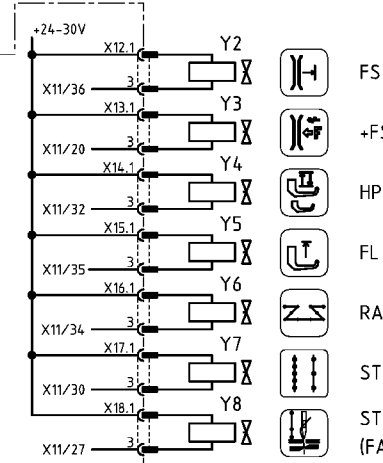 +24-30V
X12.1 Y2
X11/36 3 FS
X13.1 Y3
X11/20 3 +FS
X14.1 Y4
X11/32 3 HP
X15.1 Y5
X11/35 3 FL
X16.1 Y6
X11/34 3 RA
X17.1 Y7
X11/30 3 ST
X18.1 Y8
ST
X11/27 3 (FA